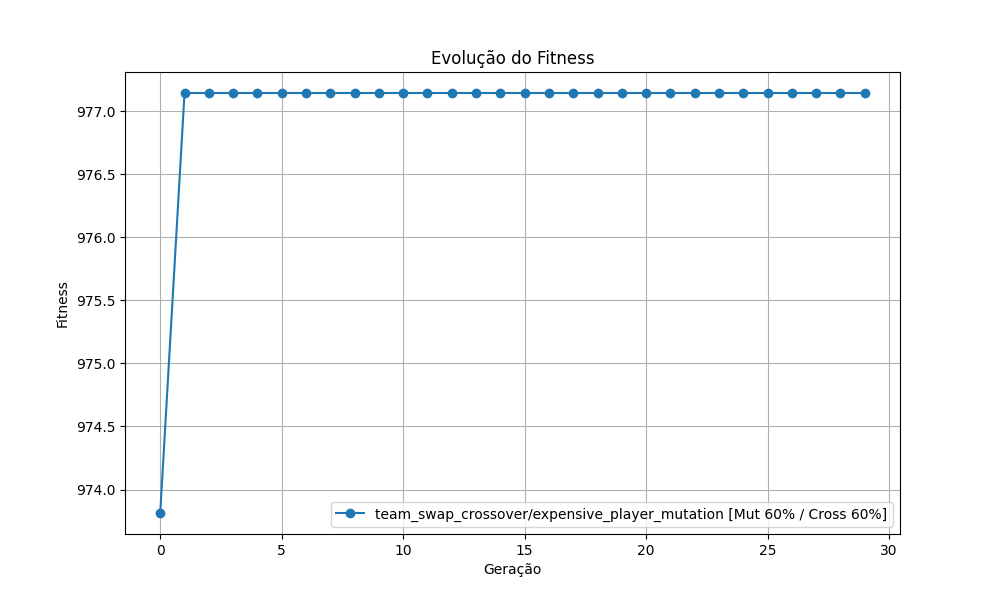 Evolução do Fitness
Fitness
977.0
976.5
976.0
975.5
975.0
974.5
974.0
team_swap_crossover/expensive_player_mutation [Mut 60% / Cross 60%]
0 5 10 15 20 25 30
Geração